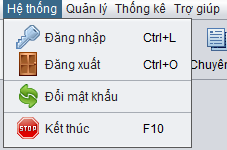 Hệ thống Quản lý Thống kê Trợ giúp
Đăng nhập Ctrl+L
Đăng xuất Ctrl+O
Chuyên
Đổi mật khẩu
STOP Kết thúc F10